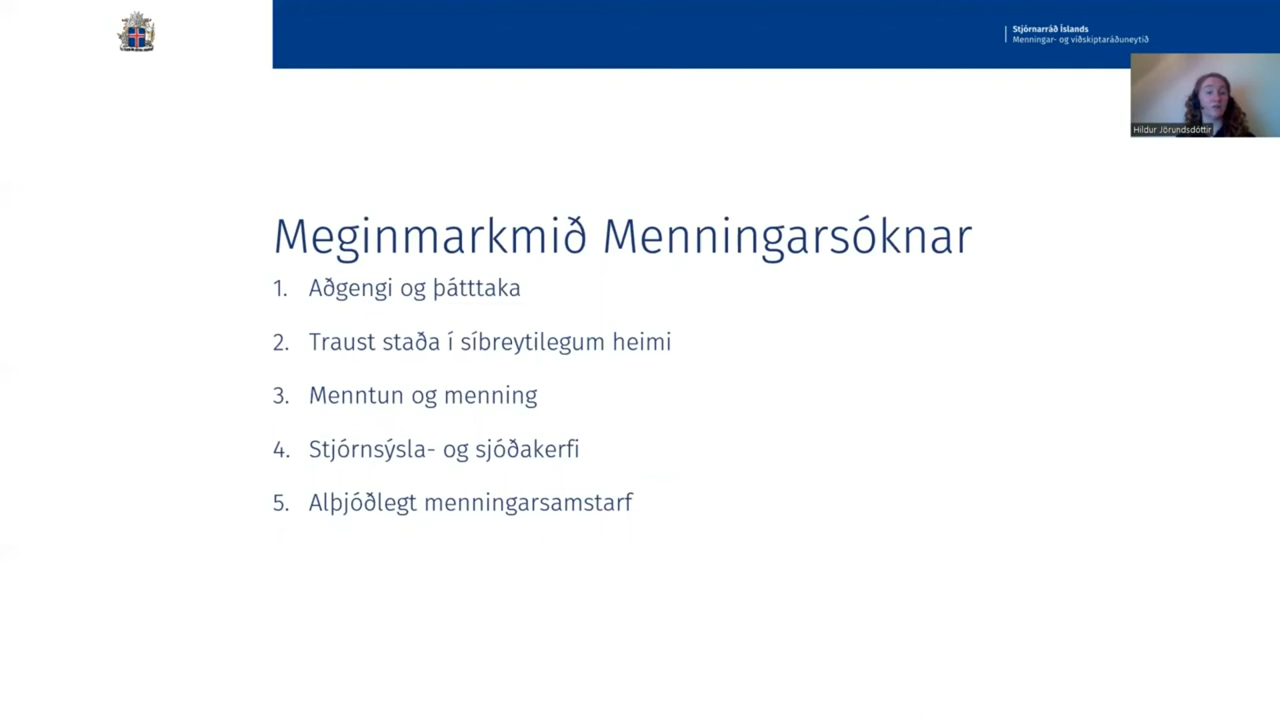 Stjórnarráð Íslands
Menningar- og viðskiptaráðuneytið
Hildur Jörundsdóttir
Meginmarkmið Menningarsóknar
1. Aðgengi og þátttaka
2. Traust staða í síbreytilegum heimi
3. Menntun og menning
4. Stjórnsýsla- og sjóðakerfi
5. Alþjóðlegt menningarsamstarf